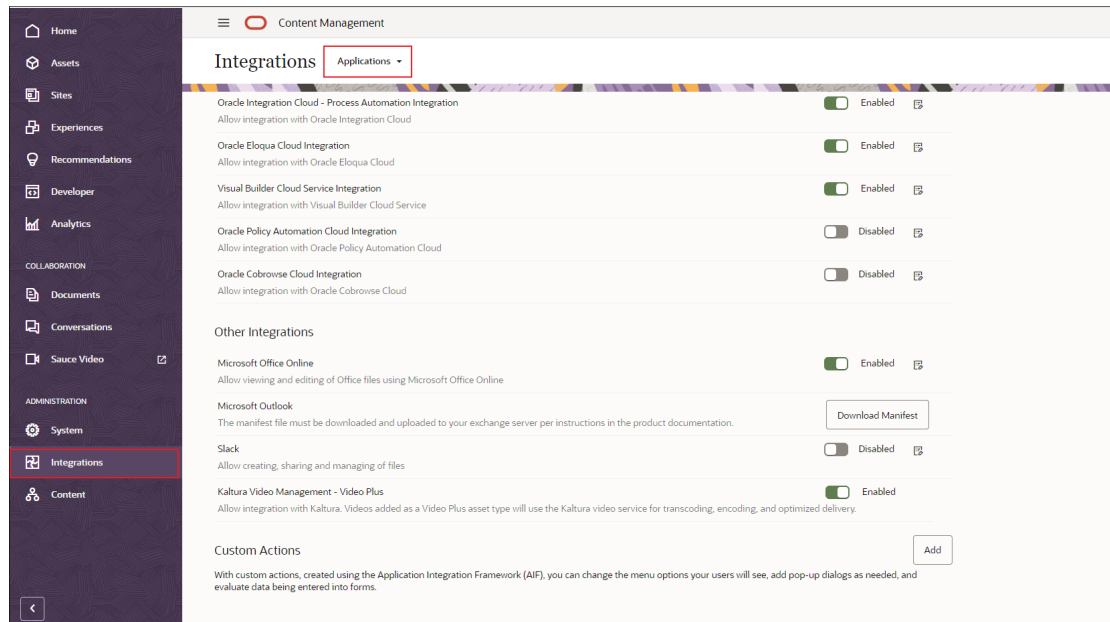 Home
Assets
Sites
Experiences
Recommendations
Developer
Analytics
COLLABORATION
Documents
Conversations
Sauce Video
ADMINISTRATION
System
Integrations
Content
Content Management
Integrations Applications
Oracle Integration Cloud - Process Automation Integration Enabled
Allow integration with Oracle Integration Cloud
Oracle Eloqua Cloud Integration Enabled
Allow integration with Oracle Eloqua Cloud
Visual Builder Cloud Service Integration Enabled
Allow integration with Visual Builder Cloud Service
Oracle Policy Automation Cloud Integration Disabled
Allow integration with Oracle Policy Automation Cloud
Oracle Cobrowse Cloud Integration Disabled
Allow integration with Oracle Cobrowse Cloud
Other Integrations
Microsoft Office Online Enabled
Allow viewing and editing of Office files using Microsoft Office Online
Microsoft Outlook Download Manifest
The manifest file must be downloaded and uploaded to your exchange server per instructions in the product documentation.
Slack Disabled
Allow creating, sharing and managing of files
Kaltura Video Management - Video Plus Enabled
Allow integration with Kaltura. Videos added as a Video Plus asset type will use the Kaltura video service for transcoding, encoding, and optimized delivery.
Custom Actions Add
With custom actions, created using the Application Integration Framework (AIF), you can change the menu options your users will see, add pop-up dialogs as needed, and
evaluate data being entered into forms.